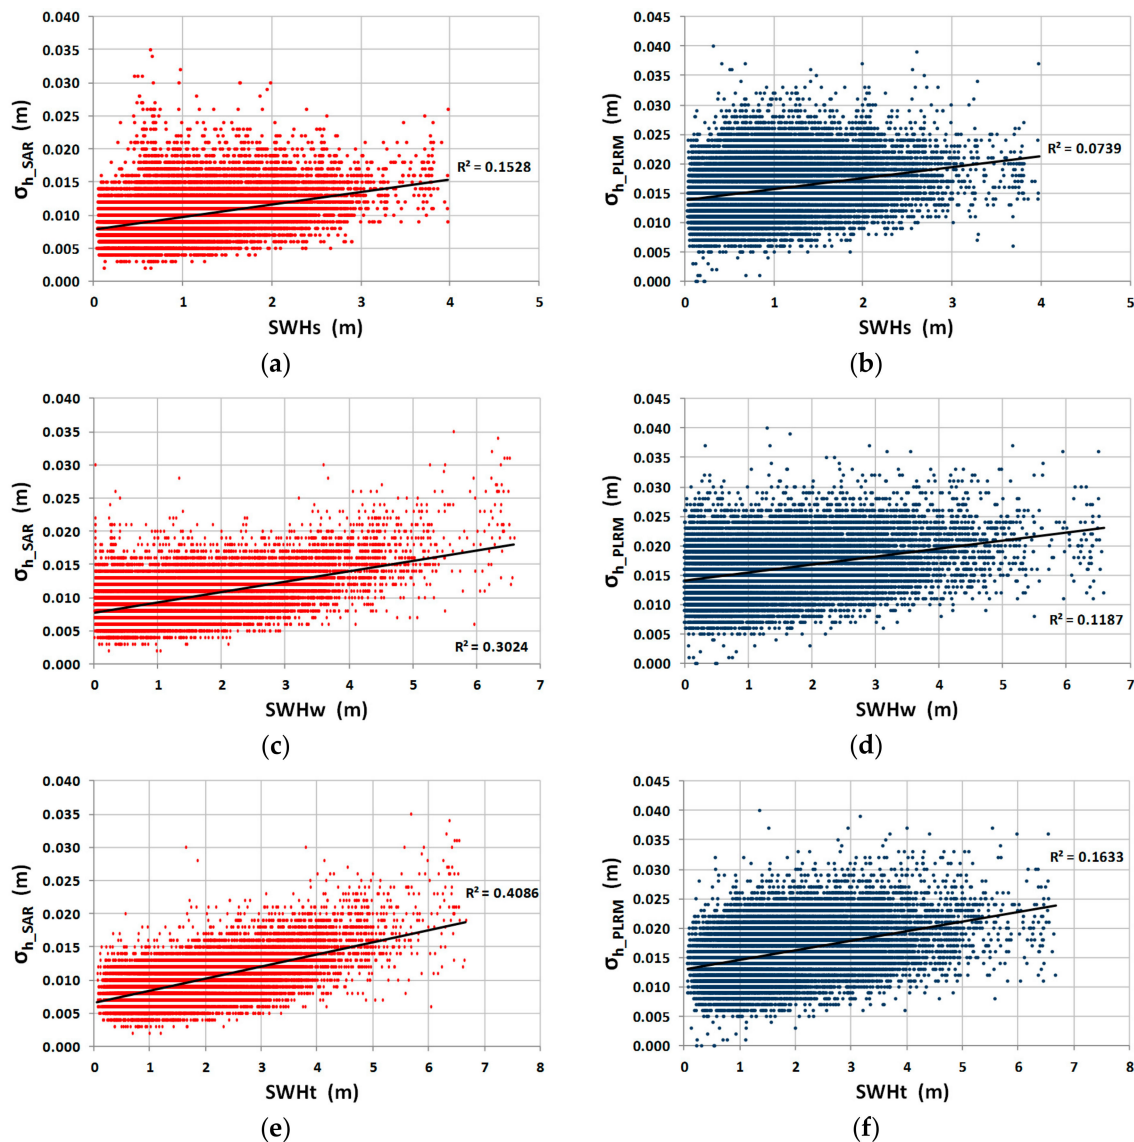 0.040
0.035
0.030
0.025
0.020
0.015
0.010
0.005
0.000
σh_SAR (m)
R² = 0.1528
0 1 2 3 4 5
SWHs (m)
(a)
0.045
0.040
0.035
0.030
0.025
0.020
0.015
0.010
0.005
0.000
σh_PLRM (m)
R² = 0.0739
0 1 2 3 4 5
SWHs (m)
(b)
0.040
0.035
0.030
0.025
0.020
0.015
0.010
0.005
0.000
σh_SAR (m)
R² = 0.3024
0 1 2 3 4 5 6 7
SWHw (m)
(c)
0.045
0.040
0.035
0.030
0.025
0.020
0.015
0.010
0.005
0.000
σh_PLRM (m)
R² = 0.1187
0 1 2 3 4 5 6 7
SWHw (m)
(d)
0.040
0.035
0.030
0.025
0.020
0.015
0.010
0.005
0.000
σh_SAR (m)
R² = 0.4086
0 1 2 3 4 5 6 7 8
SWHt (m)
(e)
0.045
0.040
0.035
0.030
0.025
0.020
0.015
0.010
0.005
0.000
σh_PLRM (m)
R² = 0.1633
0 1 2 3 4 5 6 7 8
SWHt (m)
(f)